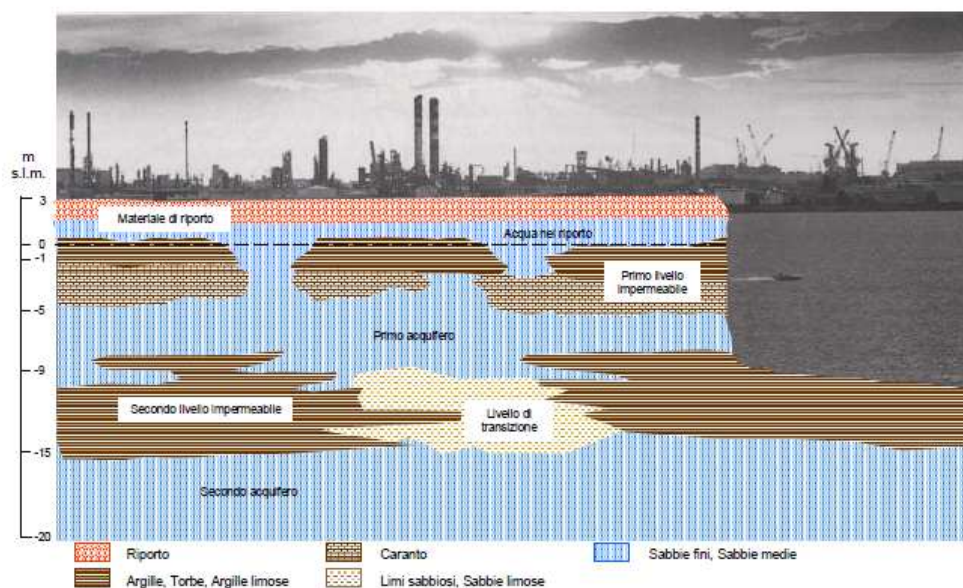 m
s.l.m.
3
Materiale di riporto
Acqua nel riporto
0
-1
Primo livello
impermeabile
-5
Primo acquifero
-9
Secondo livello impermeabile
Livello di
transizione
-15
Secondo acquifero
-20
Riporto
Caranto
Sabbie fini, Sabbie medie
Argille, Torbe, Argille limose
Limi sabbiosi, Sabbie limose